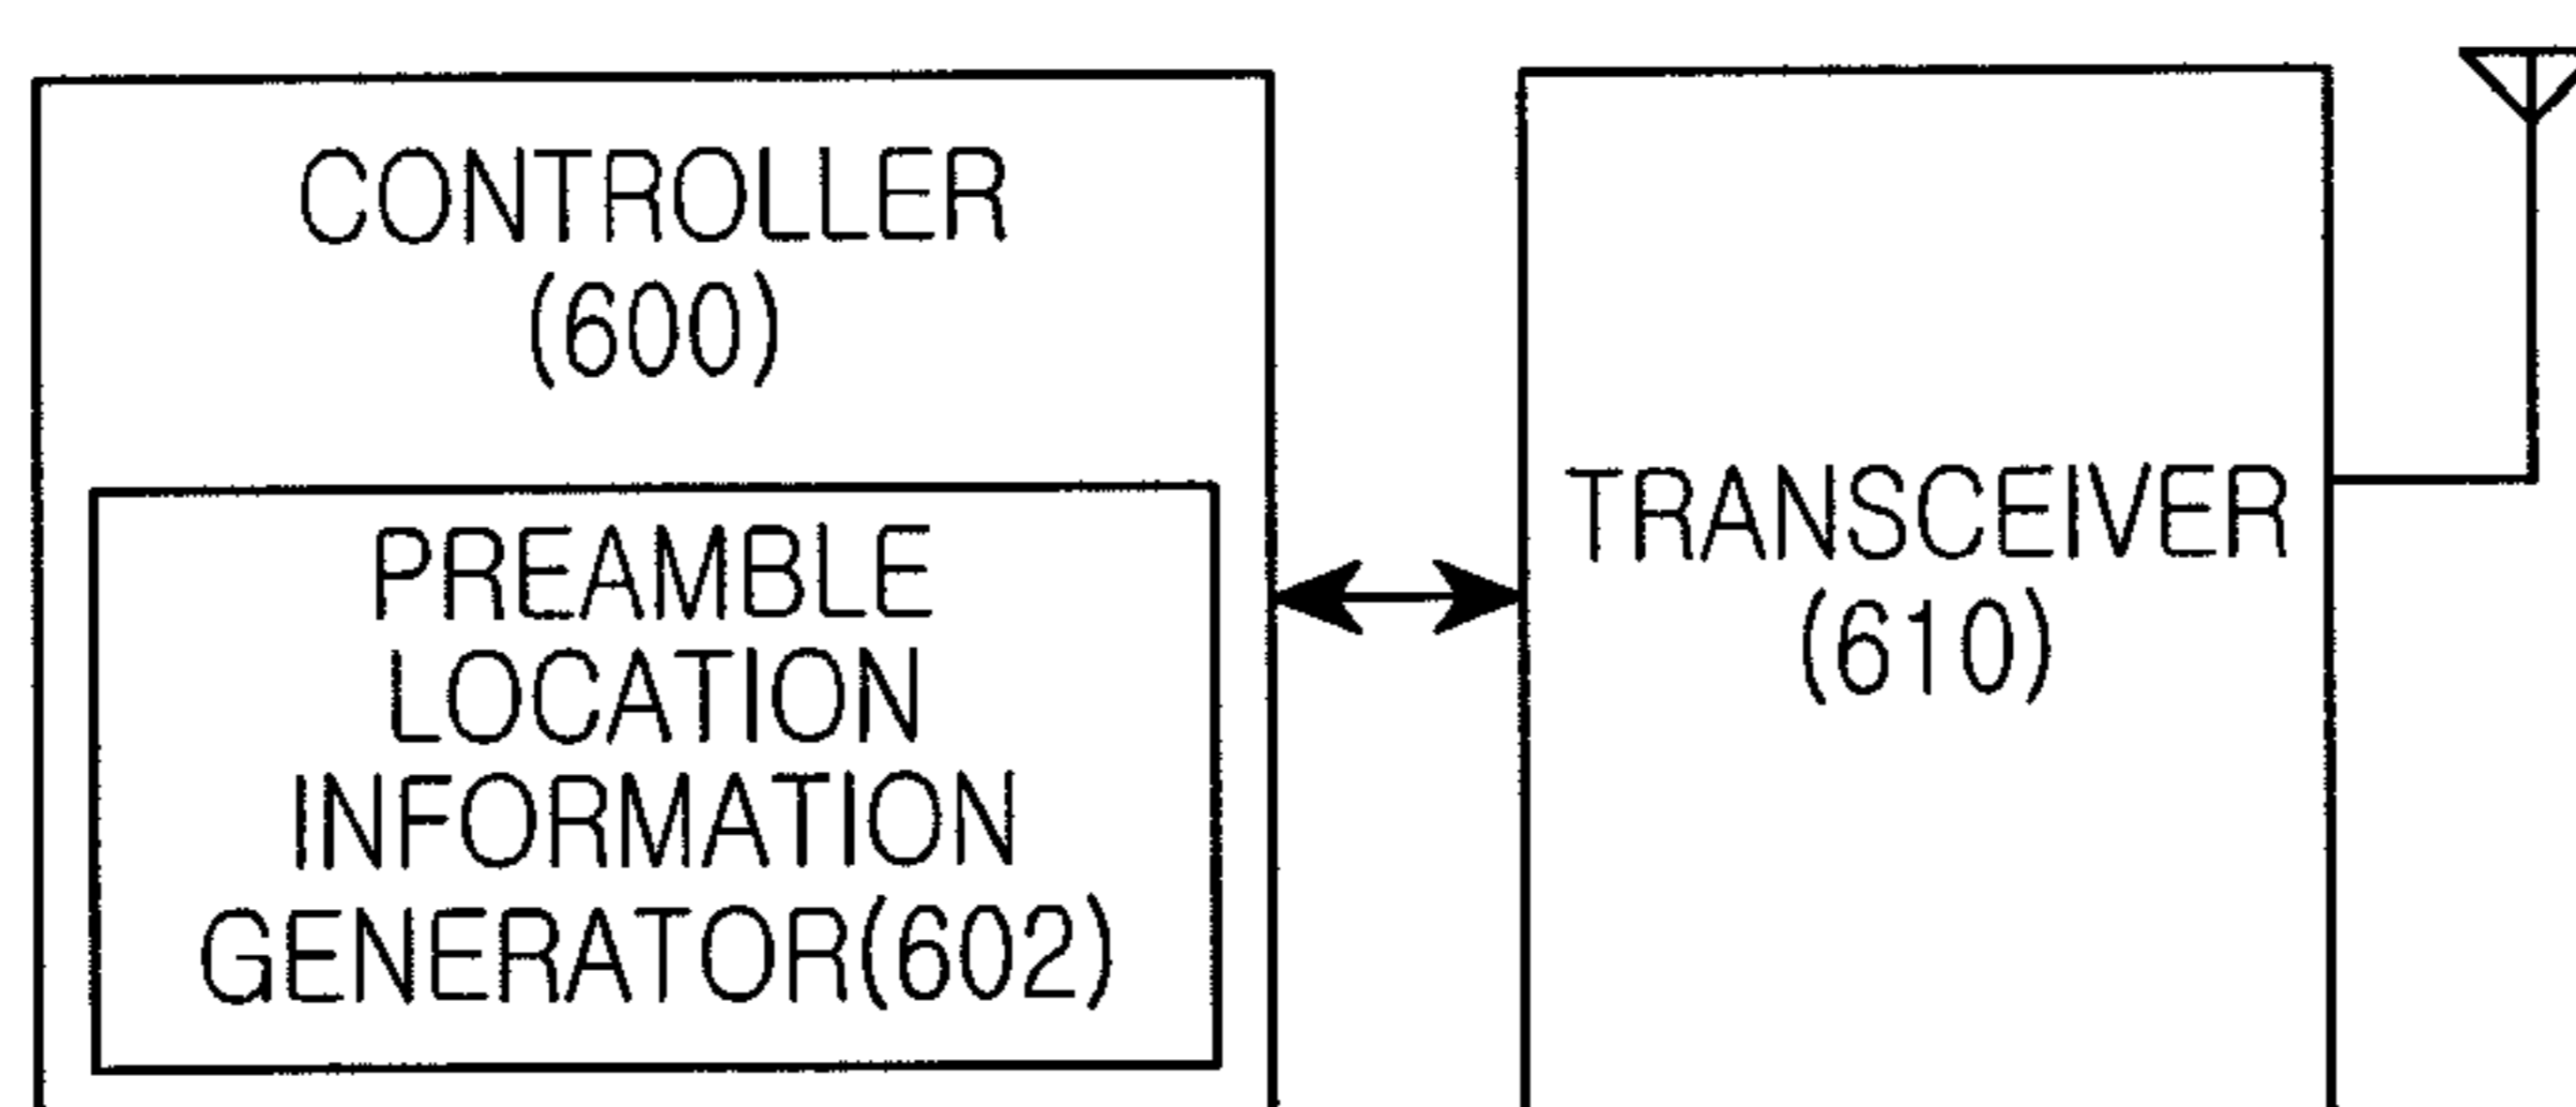 CONTROLLER
(600)
PREAMBLE
LOCATION
INFORMATION
GENERATOR(602)
TRANSCEIVER
(610)